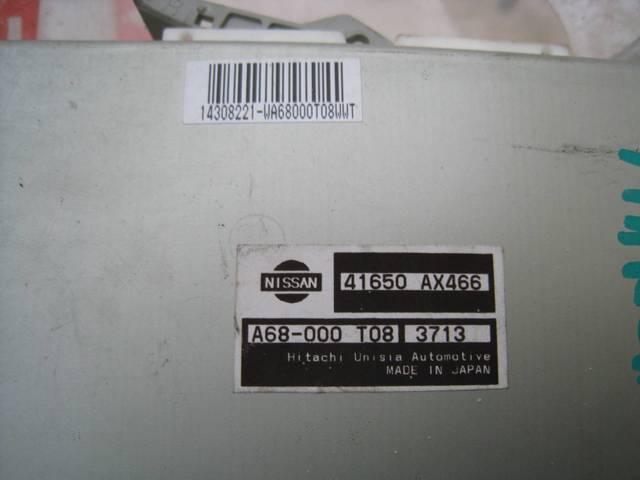 14308221-WA68000T08WWT
NISSAN
41650 AX466
A68-000 T08 3713
Hitachi Unisia Automotive
MADE IN JAPAN